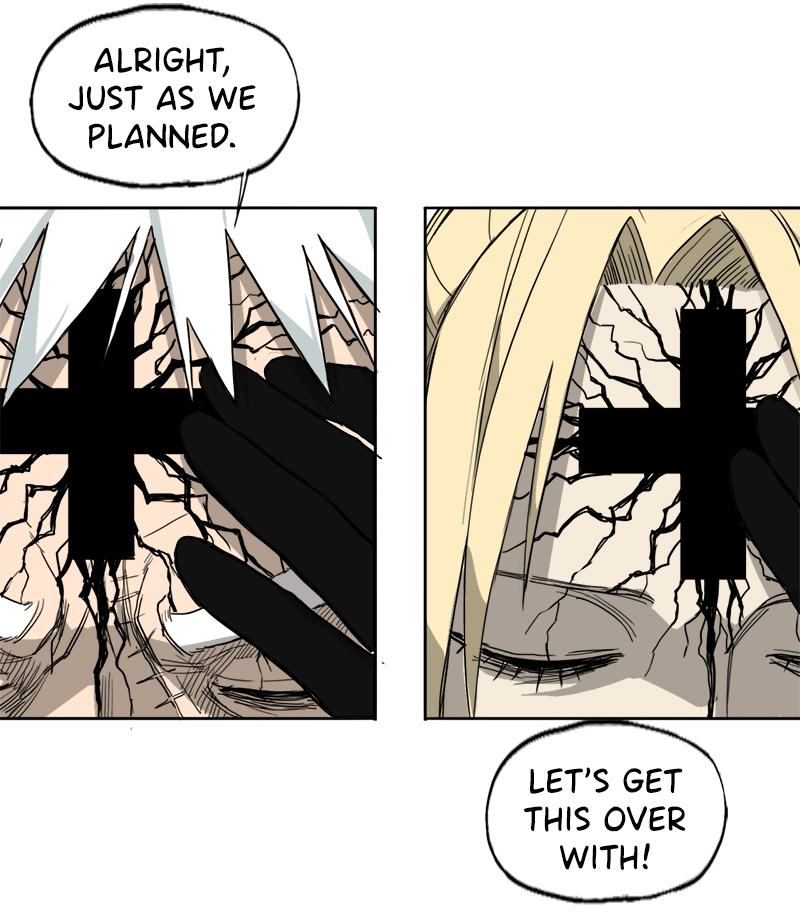 ALRIGHT,
JUST AS WE
PLANNED.
LET'S GET
THIS OVER
WITH!